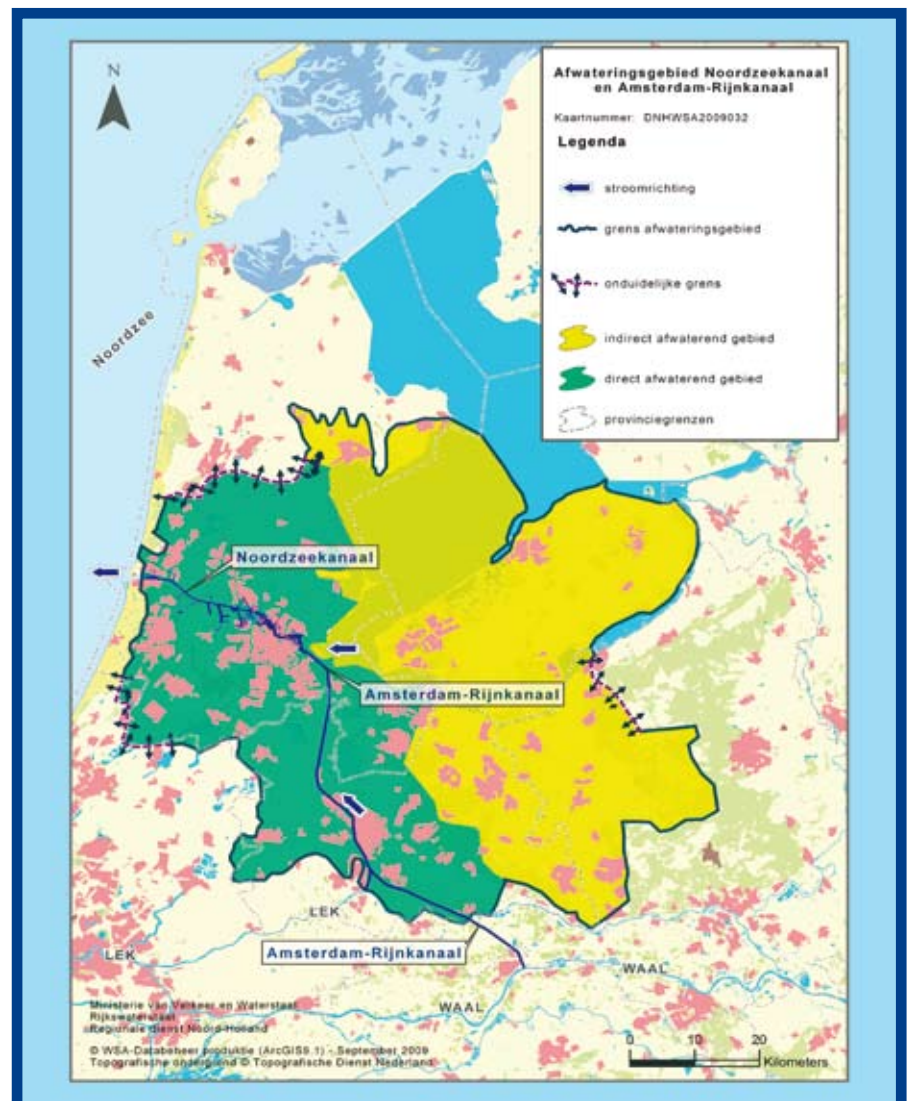 N
Afwateringsgebied Noordzeekanaal
en Amsterdam-Rijnkanaal
Kaartnummer: DNHWSA2009032
Legenda
stroomrichting
grens afwateringsgebied
onduidelijke grens
indirect afwaterend gebied
direct afwaterend gebied
provinciegrenzen
Noordzee
Noordzeekanaal
Amsterdam-Rijnkanaal
LEK
Amsterdam-Rijnkanaal
LEK
WAAL
WAAL
Ministerie van Verkeer en Waterstaat
Rijkswaterstaat
Regionale dienst Noord-Holland
© WSA-Databeheer produktie (ArcGIS9.1) - September 2009
Topografische ondergrond © Topografische Dienst Nederland
0 10 20
Kilometers